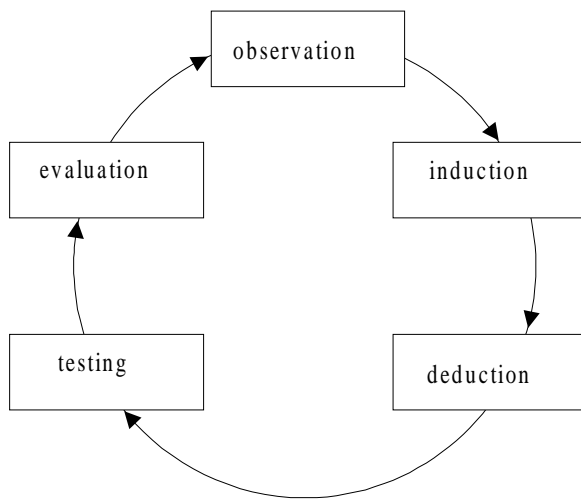 observation
evaluation
induction
testing
deduction